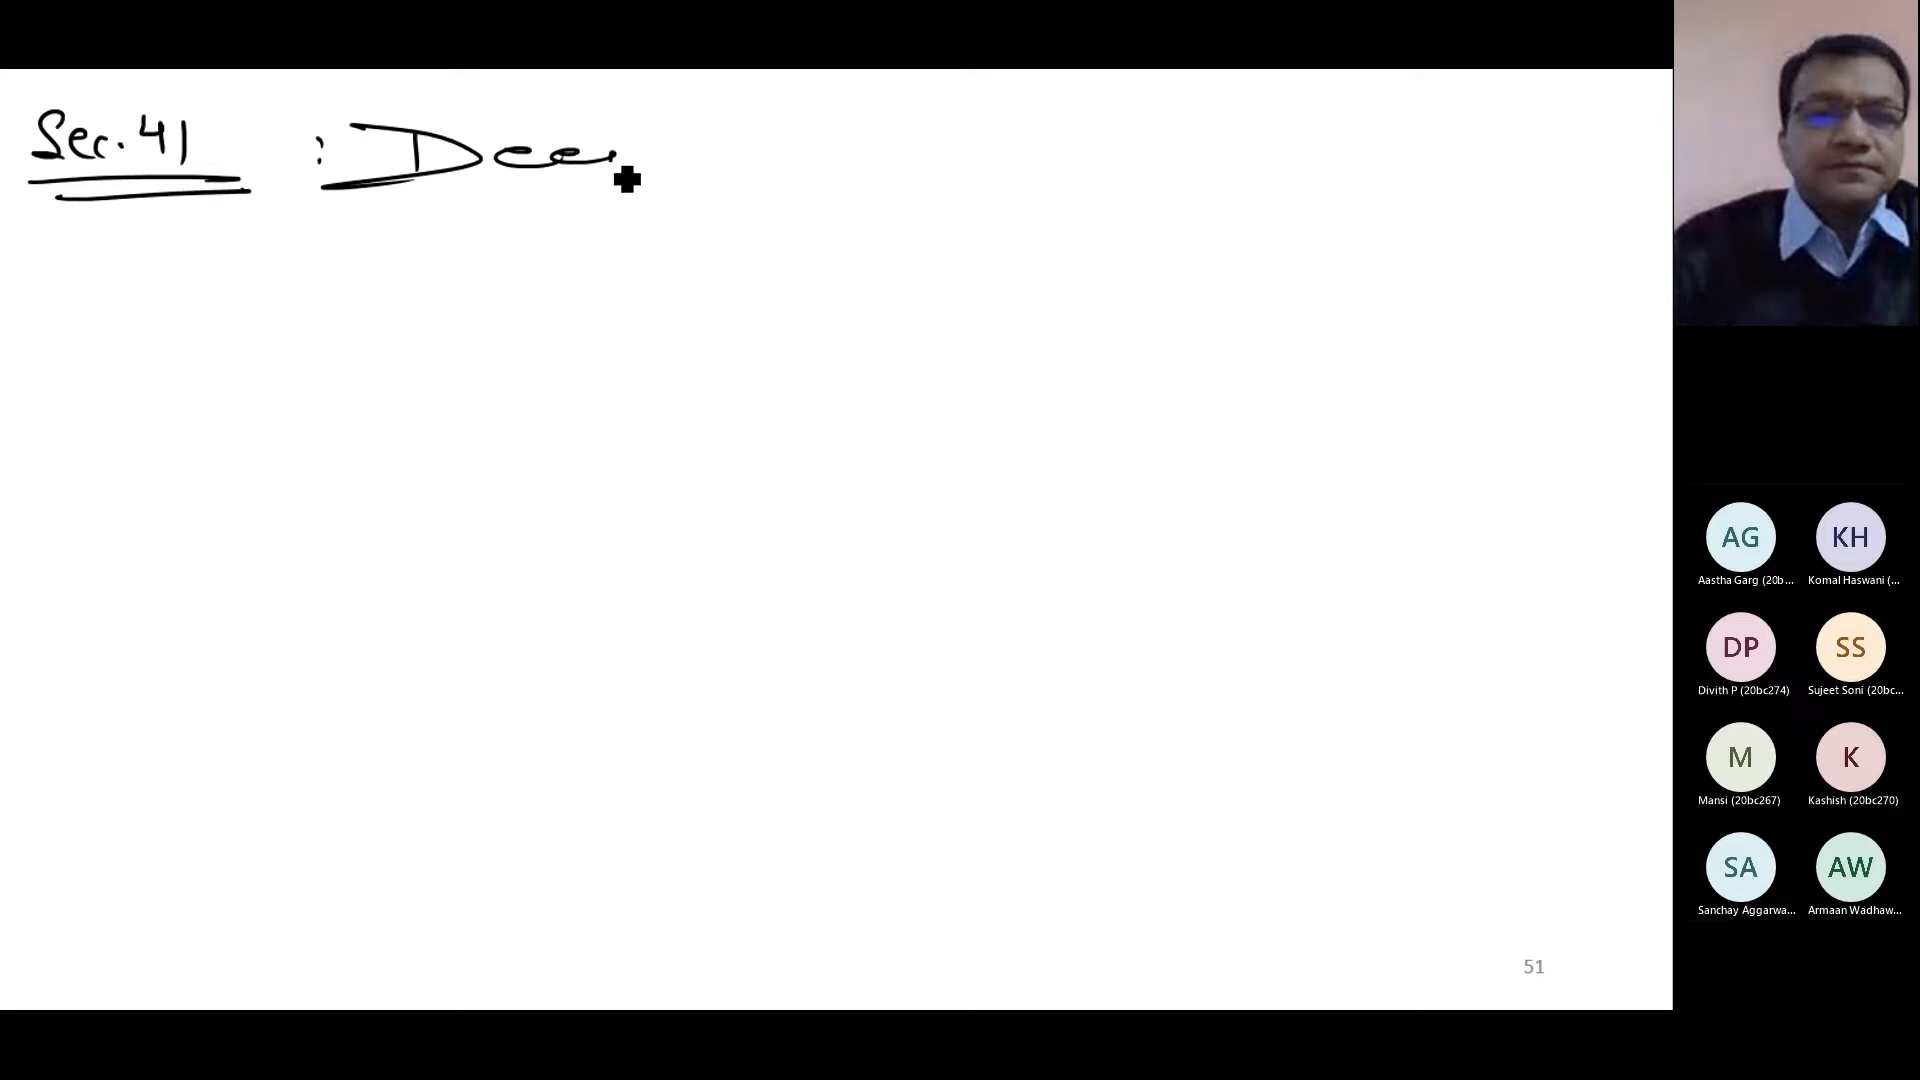 Sec. 41 : Dee
51
AG KH
Aastha Garg (20b... Komal Haswani (...
DP SS
Divith P (20bc274) Sujeet Soni (20bc...
M K
Mansi (20bc267) Kashish (20bc270)
SA AW
Sanchay Aggarwa... Armaan Wadhaw...